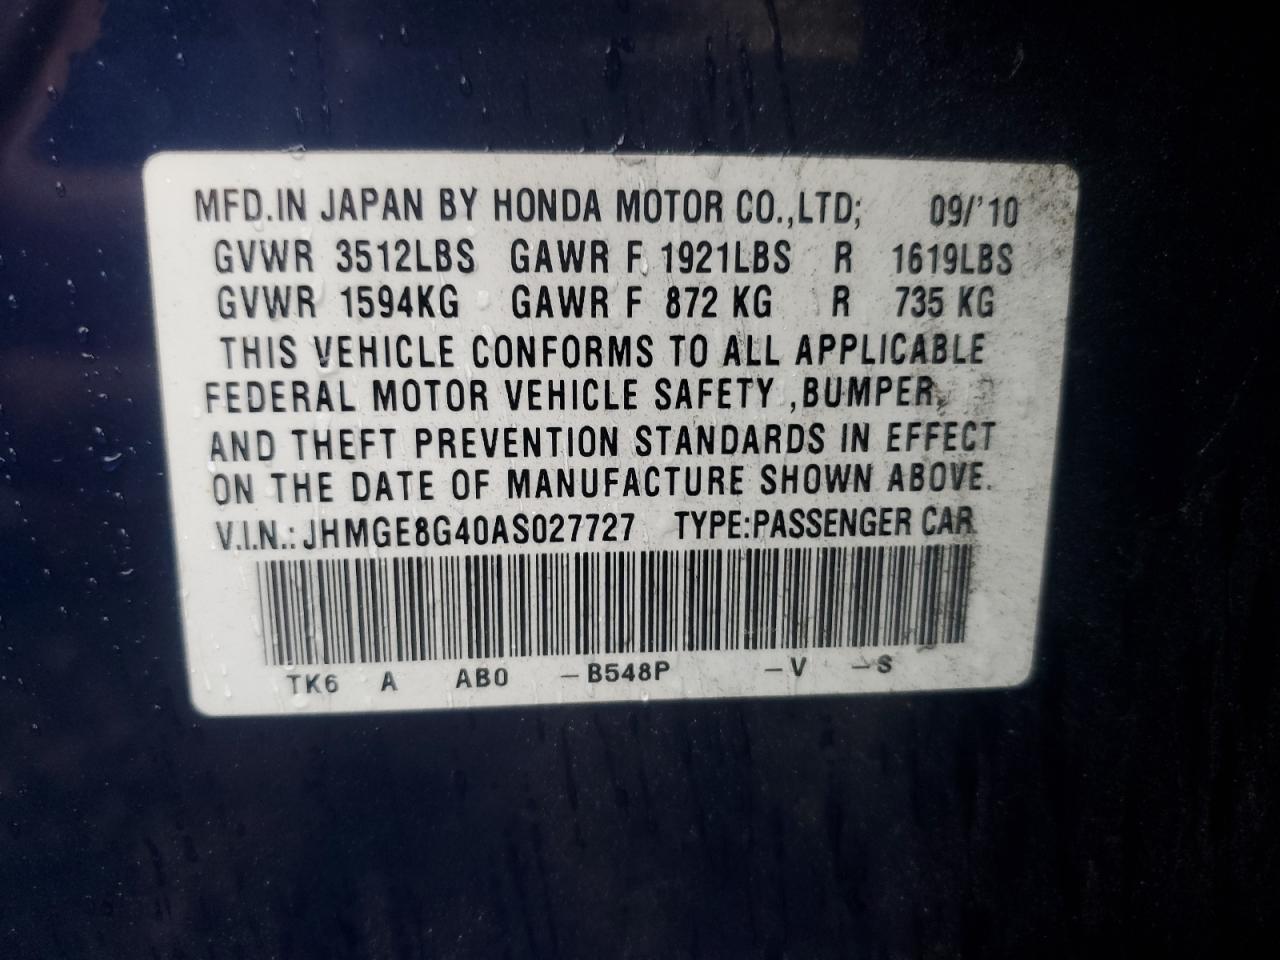 MFD.IN JAPAN BY HONDA MOTOR CO.,LTD; 09/'10
GVWR 3512LBS GAWR F 1921LBS R 1619LBS
GVWR 1594KG GAWR F 872 KG R 735 KG
THIS VEHICLE CONFORMS TO ALL APPLICABLE
FEDERAL MOTOR VEHICLE SAFETY ,BUMPER,
AND THEFT PREVENTION STANDARDS IN EFFECT
ON THE DATE OF MANUFACTURE SHOWN ABOVE.
V.I.N.: JHMGE8G40AS027727 TYPE:PASSENGER CAR
TK6 A AB0 –B548P –V –S